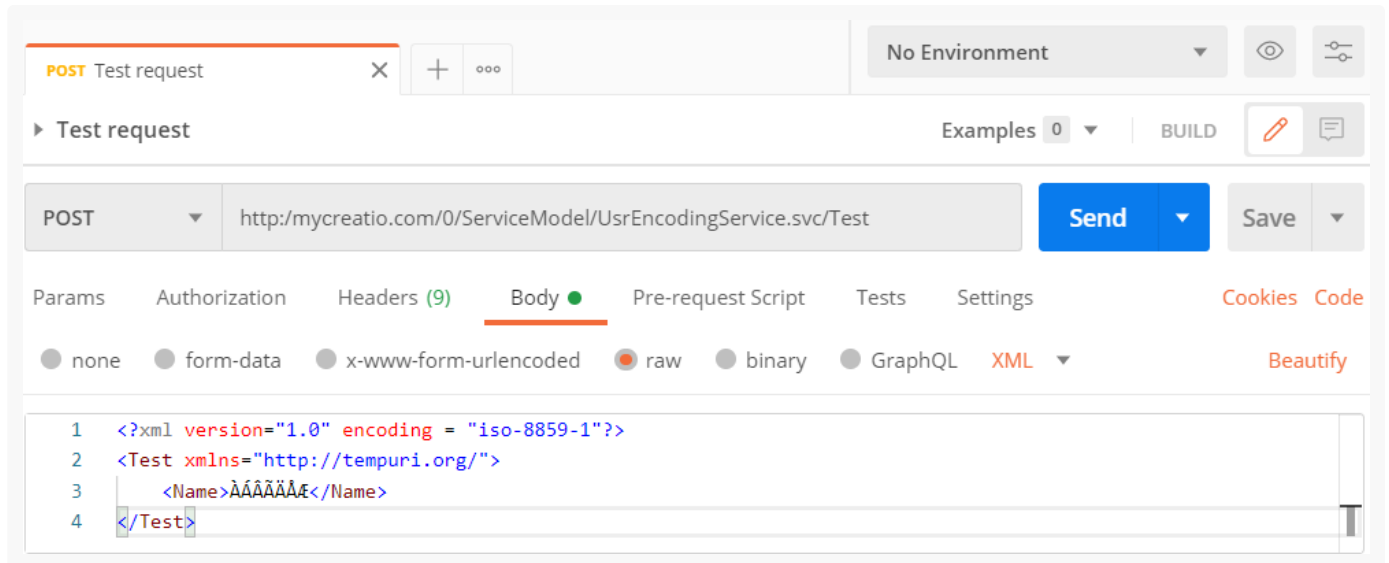 POST Test request
No Environment
Test request
Examples 0 BUILD
POST http:/mycreatio.com/0/ServiceModel/UsrEncodingService.svc/Test Send Save
Params Authorization Headers (9) Body Pre-request Script Tests Settings Cookies Code
none form-data x-www-form-urlencoded raw binary GraphQL XML Beautify
1 <?xml version="1.0" encoding = "iso-8859-1"?>
2 <Test xmlns="http://tempuri.org/">
3 <Name>ÀÁÂÃÄÅÆ</Name>
4 </Test>